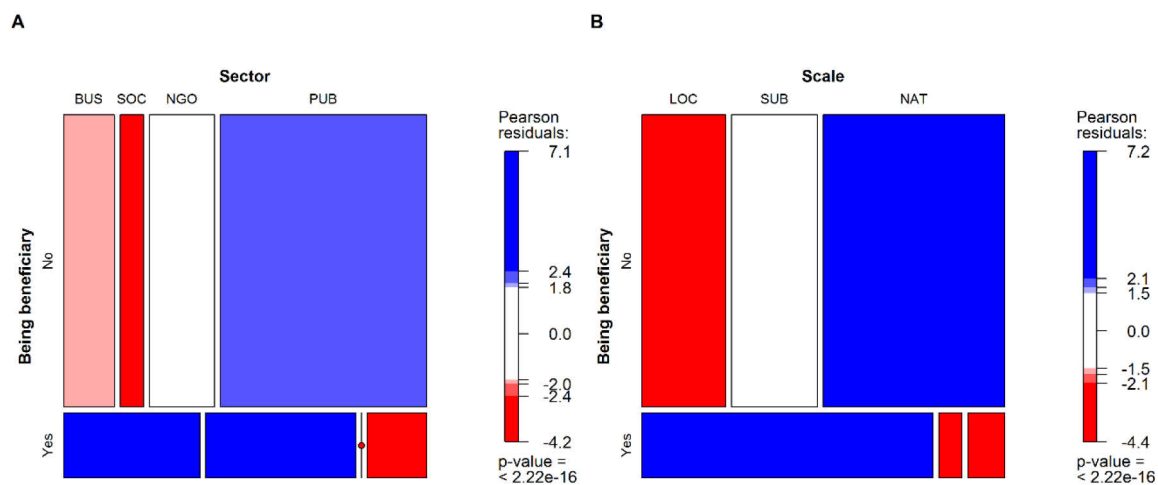 A
Sector
BUS SOC NGO PUB
Being beneficiary
No
Yes
Pearson
residuals:
7.1
2.4
1.8
0.0
-2.0
-2.4
-4.2
p-value =
< 2.22e-16
B
Scale
LOC SUB NAT
Being beneficiary
No
Yes
Pearson
residuals:
7.2
2.1
1.5
0.0
-1.5
-2.1
-4.4
p-value =
< 2.22e-16